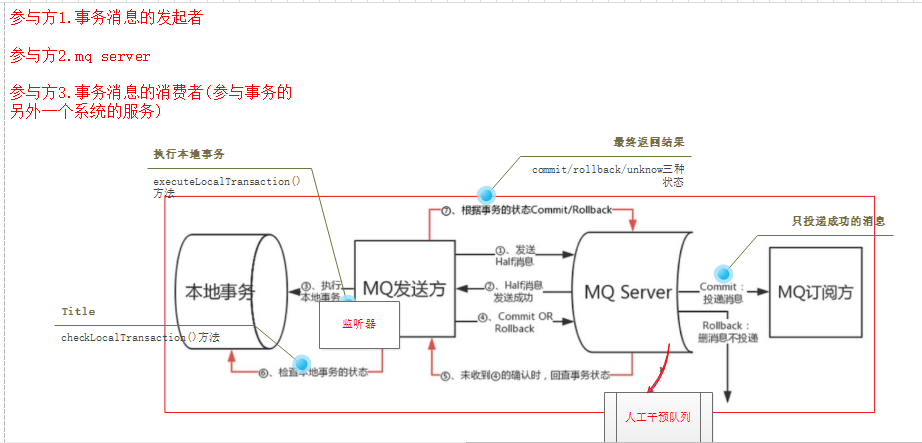 参与方1.事务消息的发起者
参与方2.mq server
参与方3.事务消息的消费者(参与事务的
另外一个系统的服务)
执行本地事务
executeLocalTransaction()
方法
最终返回结果
commit/rollback/unknow三种
状态
只投递成功的消息
⑦、根据事务的状态Commit/Rollback
①、发送
Half消息
③、执行
本地事务
本地事务
MQ发送方
②、Half消息
发送成功
MQ Server
Commit：
投递消息
MQ订阅方
Title
checkLocalTransaction()方法
监听器
④、Commit OR
Rollback
Rollback：
删消息不投递
⑥、检查本地事务的状态
⑤、未收到④的确认时，回查事务状态
人工干预队列